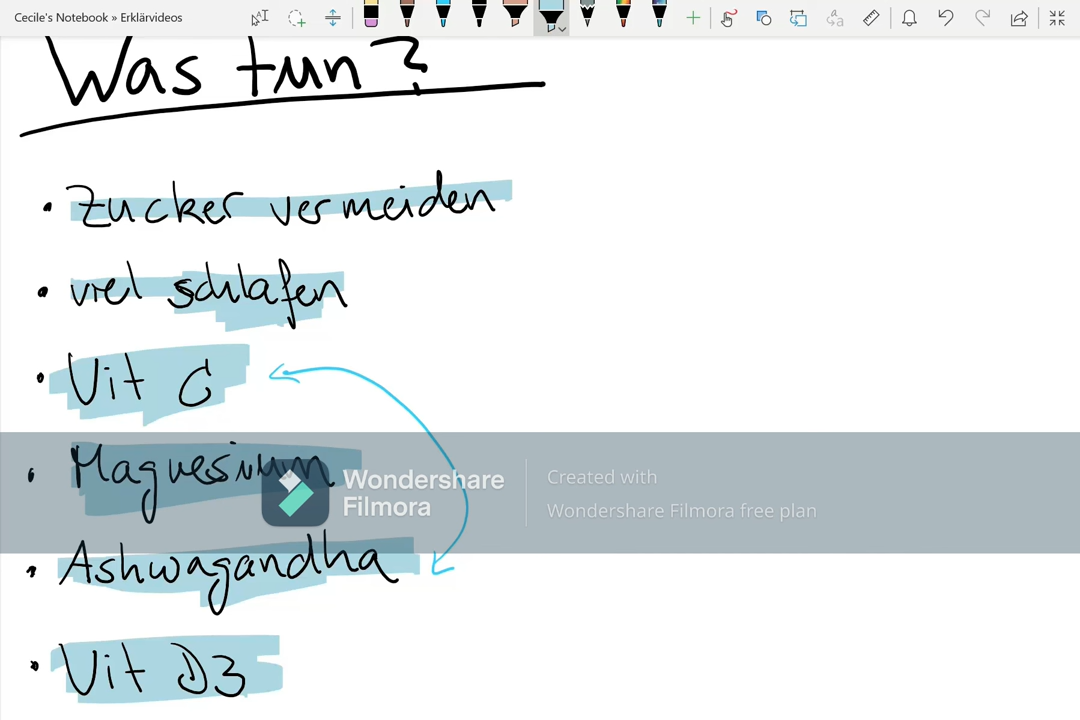 Cecile's Notebook » Erklärvideos
Was tun?
• Zucker vermeiden
• viel schlafen
• Vit C
• Magnesium
Wondershare Filmora
Created with
Wondershare Filmora free plan
• Ashwagandha
• Vit D3